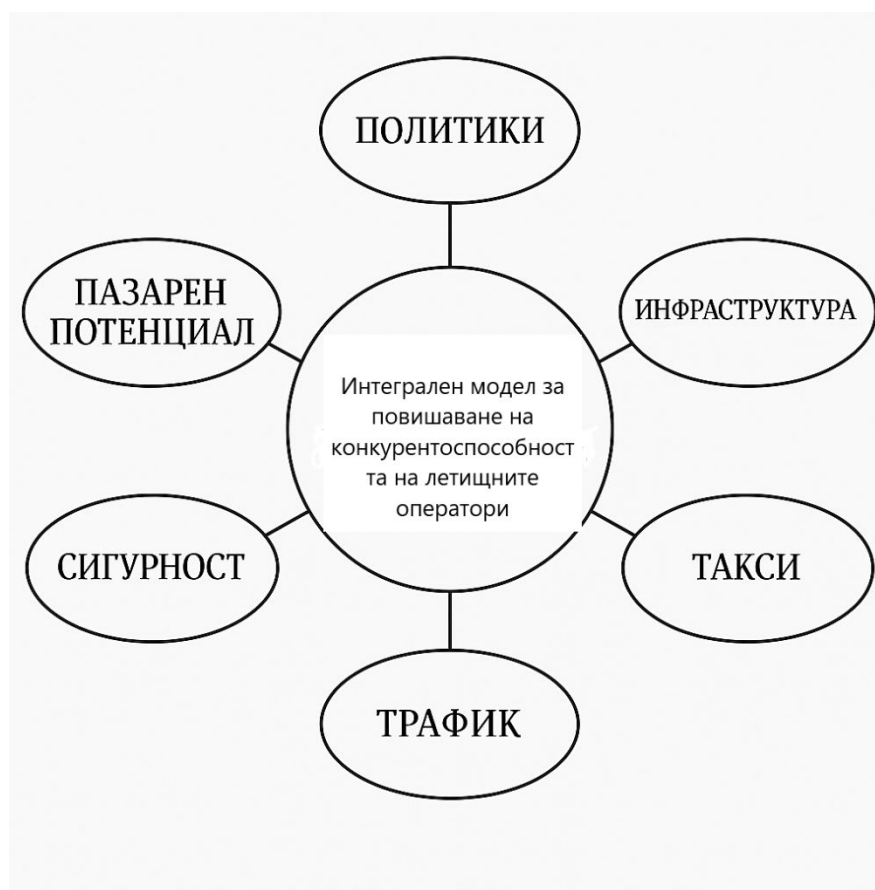 ПОЛИТИКИ
ПАЗАРЕН
ПОТЕНЦИАЛ
ИНФРАСТРУКТУРА
Интегрален модел за
повишаване на
конкурентоспособност
та на летищните
оператори
СИГУРНОСТ
ТАКСИ
ТРАФИК